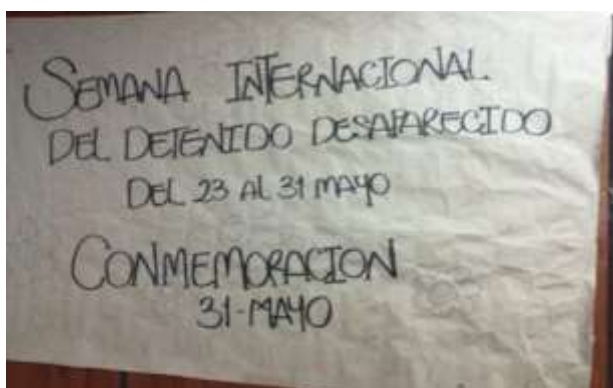 SEMANA INTERNACIONAL
DEL DETENIDO DESAPARECIDO
DEL 23 AL 31 MAYO
CONMEMORACION
31-MAYO